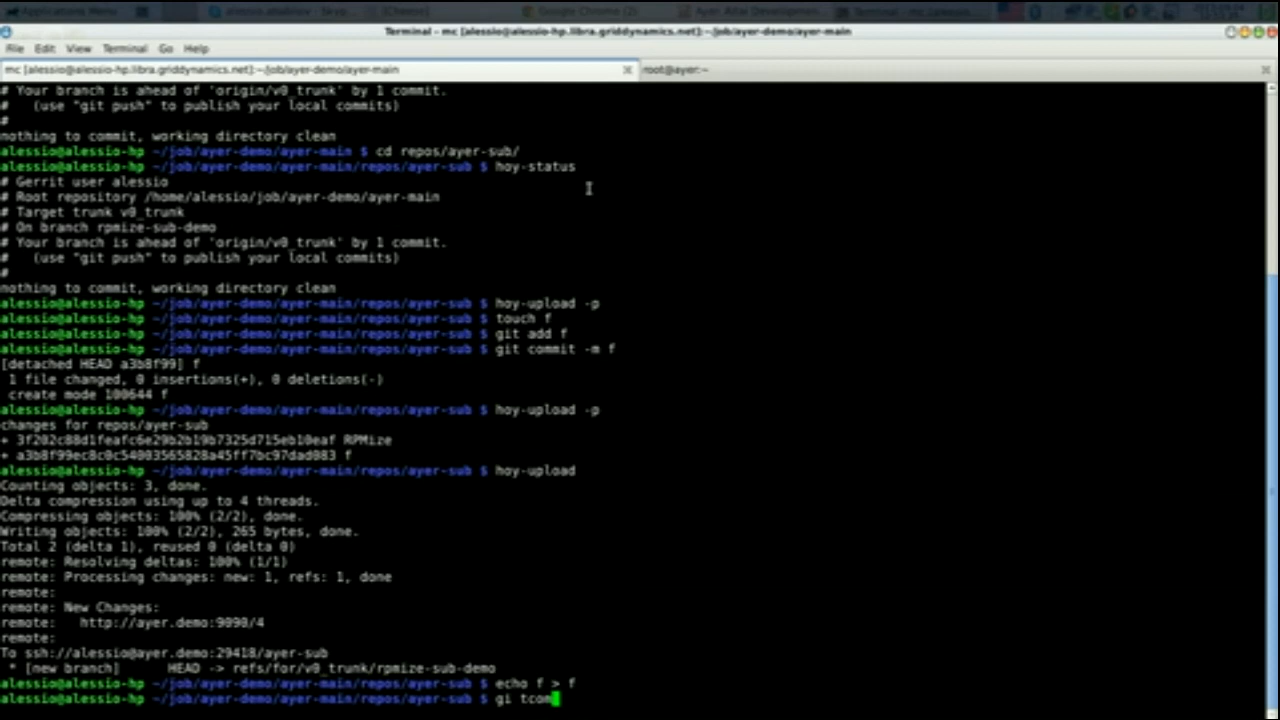 Applications Menu
Google Chrome (2)
Terminal - mc [alessio@alessio-hp.libra.griddynamics.net]:~/job/ayer-demo/ayer-main
File Edit View Terminal Go Help
mc [alessio@alessio-hp.libra.griddynamics.net]:~/job/ayer-demo/ayer-main root@ayer:~
# Your branch is ahead of 'origin/v0_trunk' by 1 commit.
#   (use "git push" to publish your local commits)
#
nothing to commit, working directory clean
alessio@alessio-hp ~/job/ayer-demo/ayer-main $ cd repos/ayer-sub/
alessio@alessio-hp ~/job/ayer-demo/ayer-main/repos/ayer-sub $ hoy-status
# Gerrit user alessio
# Root repository /home/alessio/job/ayer-demo/ayer-main
# Target trunk v0_trunk
# On branch rpmize-sub-demo
# Your branch is ahead of 'origin/v0_trunk' by 1 commit.
#   (use "git push" to publish your local commits)
#
nothing to commit, working directory clean
alessio@alessio-hp ~/job/ayer-demo/ayer-main/repos/ayer-sub $ hoy-upload -p
alessio@alessio-hp ~/job/ayer-demo/ayer-main/repos/ayer-sub $ touch f
alessio@alessio-hp ~/job/ayer-demo/ayer-main/repos/ayer-sub $ git add f
alessio@alessio-hp ~/job/ayer-demo/ayer-main/repos/ayer-sub $ git commit -m f
[detached HEAD a3b8f99] f
 1 file changed, 0 insertions(+), 0 deletions(-)
 create mode 100644 f
alessio@alessio-hp ~/job/ayer-demo/ayer-main/repos/ayer-sub $ hoy-upload -p
changes for repos/ayer-sub
+ 3f202c88d1feafc6e29b2b19b7325d715eb10eaf RPMize
+ a3b8f99ec8c0c54003565828a45ff7bc97dad083 f
alessio@alessio-hp ~/job/ayer-demo/ayer-main/repos/ayer-sub $ hoy-upload
Counting objects: 3, done.
Delta compression using up to 4 threads.
Compressing objects: 100% (2/2), done.
Writing objects: 100% (2/2), 265 bytes, done.
Total 2 (delta 1), reused 0 (delta 0)
remote: Resolving deltas: 100% (1/1)
remote: Processing changes: new: 1, refs: 1, done
remote:
remote: New Changes:
remote:   http://ayer.demo:9090/4
remote:
To ssh://alessio@ayer.demo:29418/ayer-sub
 * [new branch]      HEAD -> refs/for/v0_trunk/rpmize-sub-demo
alessio@alessio-hp ~/job/ayer-demo/ayer-main/repos/ayer-sub $ echo f > f
alessio@alessio-hp ~/job/ayer-demo/ayer-main/repos/ayer-sub $ gi tcom